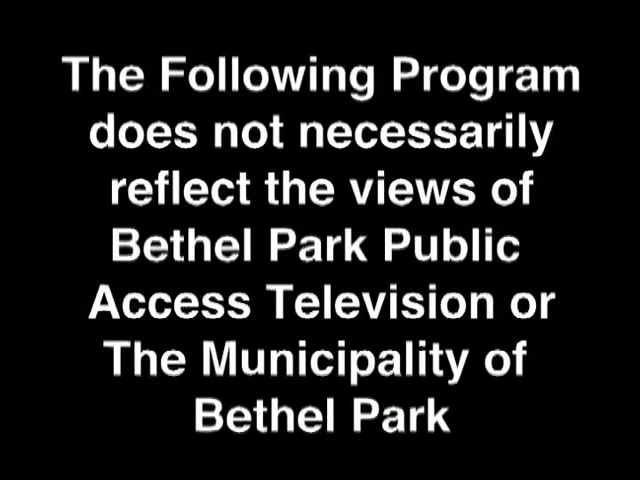 The Following Program
does not necessarily
reflect the views of
Bethel Park Public
Access Television or
The Municipality of
Bethel Park